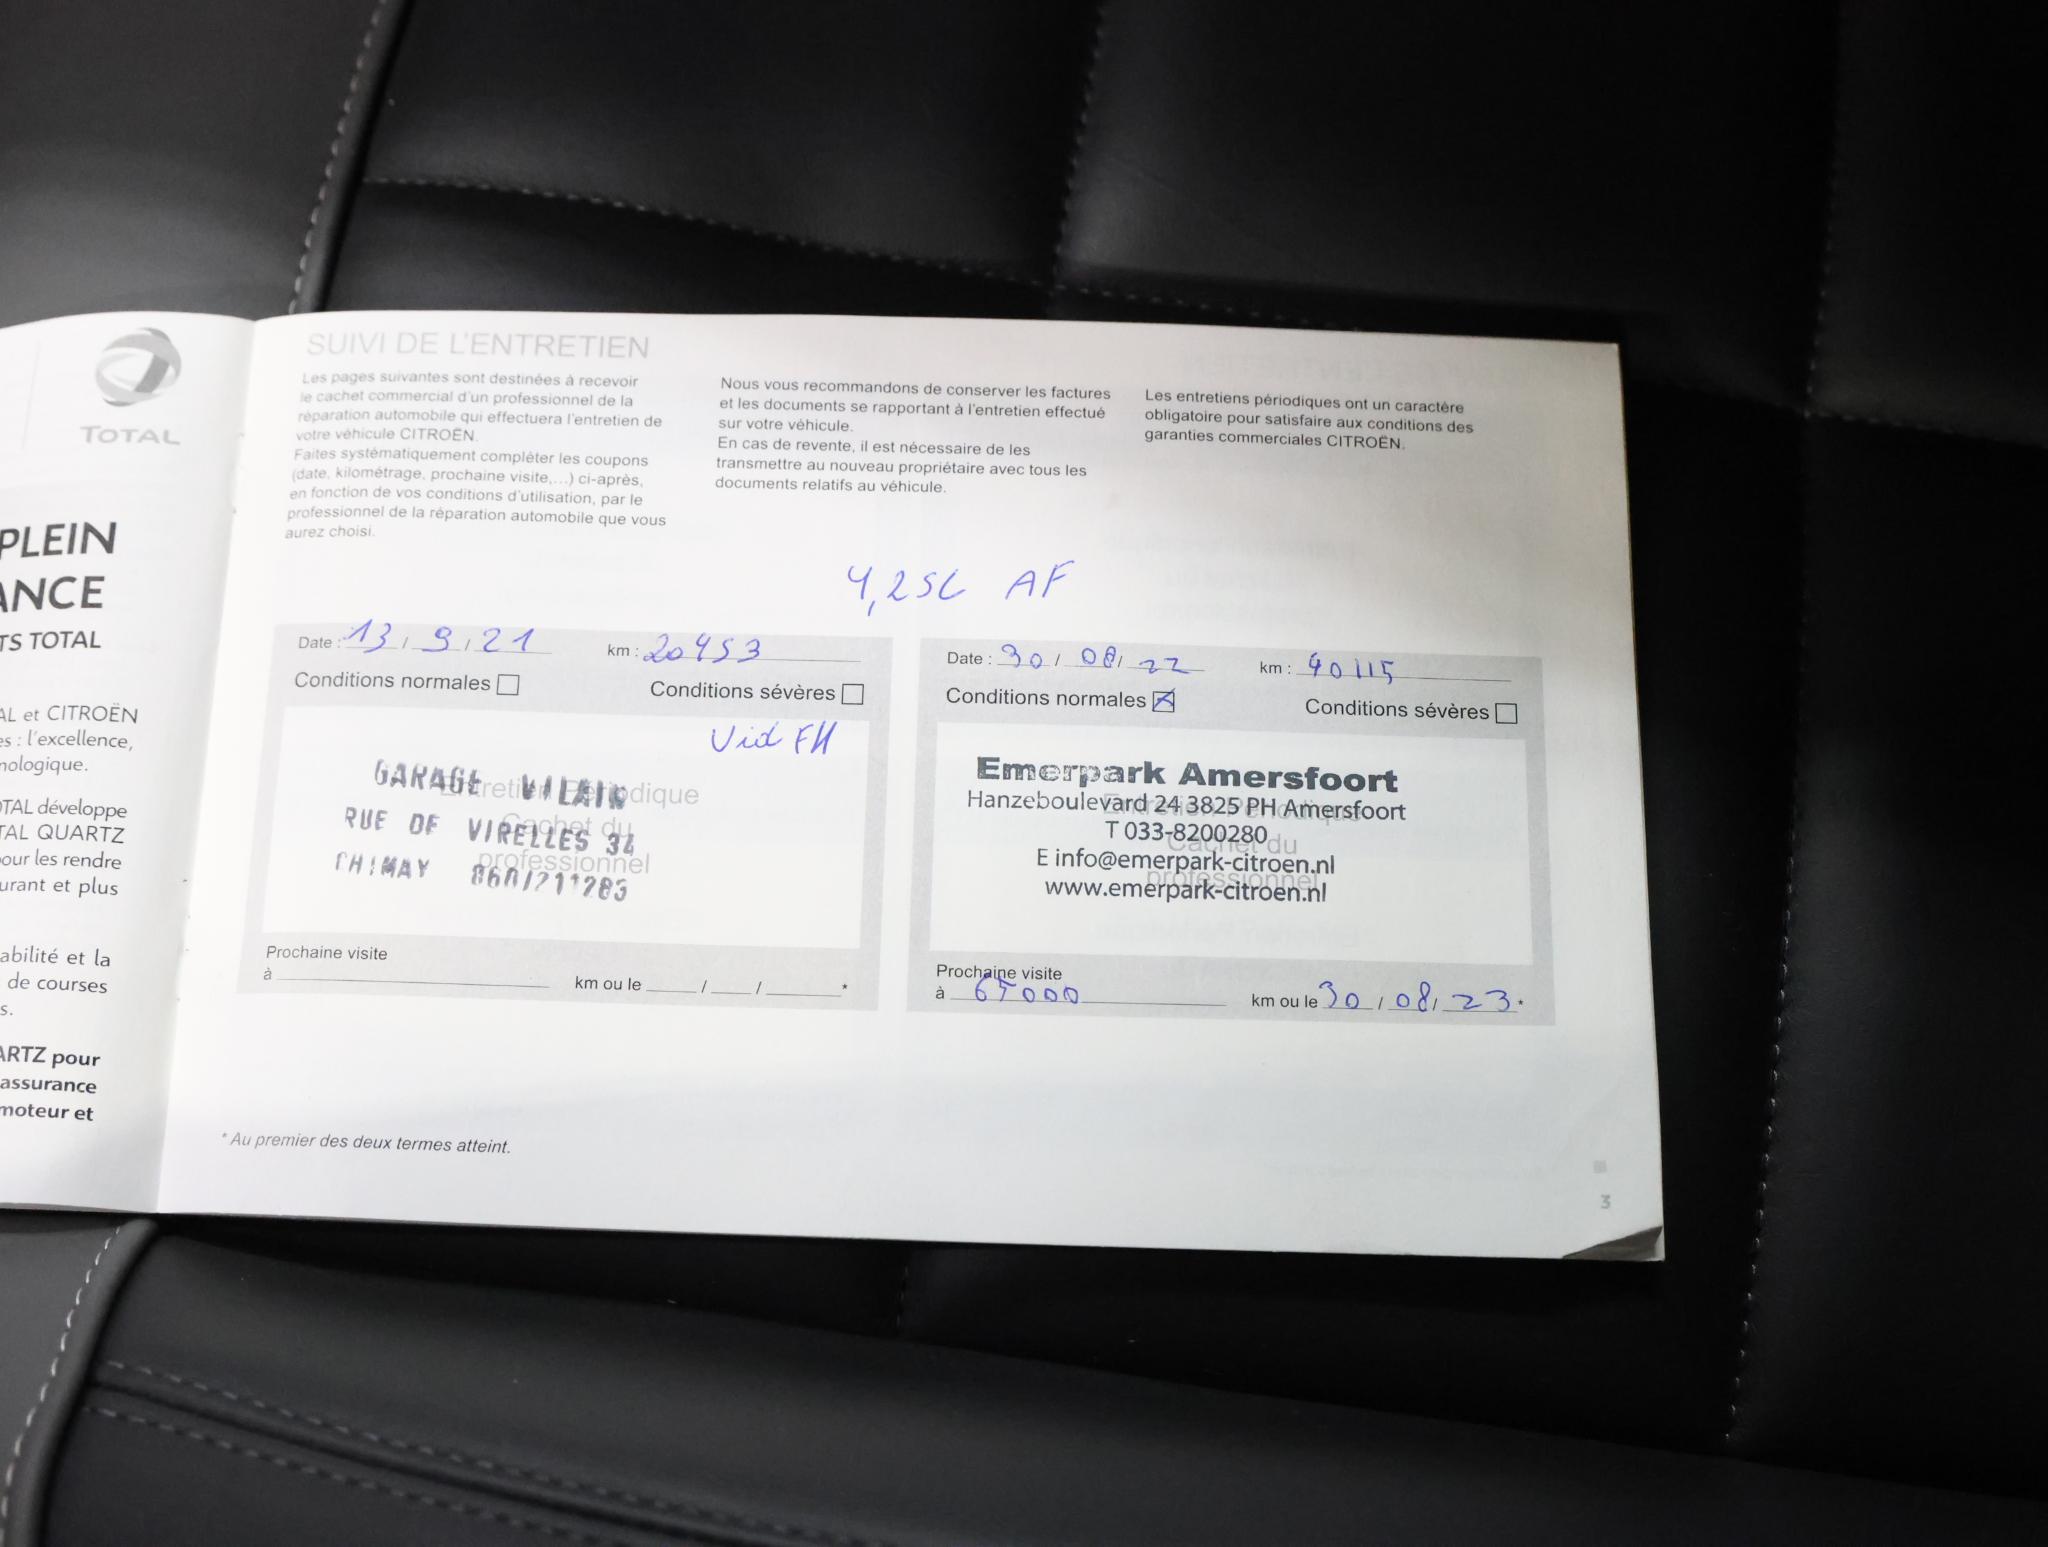 TOTAL
PLEIN
ANCE
TS TOTAL
AL et CITROËN
es : l'excellence,
nologique.
OTAL développe
TAL QUARTZ
pour les rendre
urant et plus
abilité et la
de courses
s.
ARTZ pour
assurance
moteur et
SUIVI DE L'ENTRETIEN
Les pages suivantes sont destinées à recevoir
le cachet commercial d'un professionnel de la
réparation automobile qui effectuera l'entretien de
votre véhicule CITROËN.
Faites systématiquement compléter les coupons
(date, kilométrage, prochaine visite,...) ci-après,
en fonction de vos conditions d'utilisation, par le
professionnel de la réparation automobile que vous
aurez choisi.
Nous vous recommandons de conserver les factures
et les documents se rapportant à l'entretien effectué
sur votre véhicule.
En cas de revente, il est nécessaire de les
transmettre au nouveau propriétaire avec tous les
documents relatifs au véhicule.
Les entretiens périodiques ont un caractère
obligatoire pour satisfaire aux conditions des
garanties commerciales CITROËN.
4,25L AF
Date : 13 / 9 / 21 km : 20453
Conditions normales Conditions sévères
Vid FH
Entretien Périodique
Cachet du
professionnel
GARAGE VILAIN
RUE DE VIRELLES 34
CHIMAY 060/211283
Prochaine visite
à km ou le / / *
Date : 30 / 08 / 22 km : 40115
Conditions normales Conditions sévères
Entretien Périodique
Cachet du
professionnel
Emerpark Amersfoort
Hanzeboulevard 24 3825 PH Amersfoort
T 033-8200280
E info@emerpark-citroen.nl
www.emerpark-citroen.nl
Prochaine visite
à 65000 km ou le 30 / 08 / 23 *
* Au premier des deux termes atteint.
3